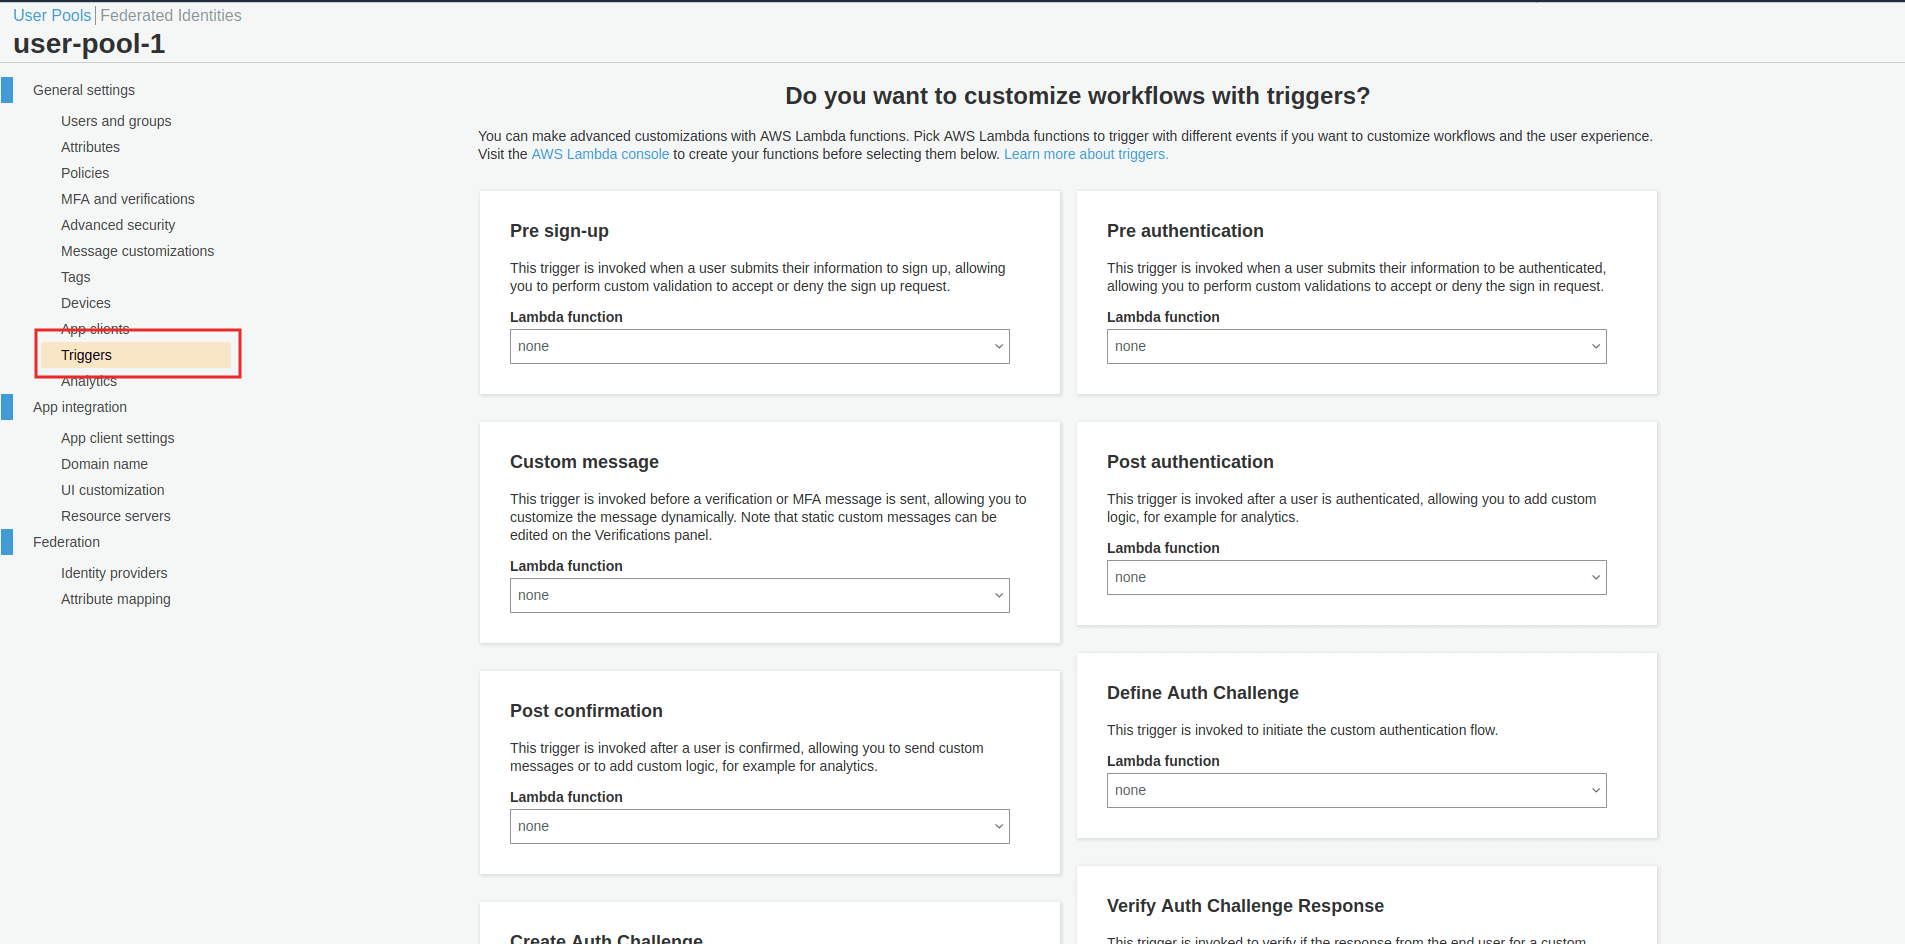 User Pools | Federated Identities
user-pool-1
General settings
Users and groups
Attributes
Policies
MFA and verifications
Advanced security
Message customizations
Tags
Devices
App clients
Triggers
Analytics
App integration
App client settings
Domain name
UI customization
Resource servers
Federation
Identity providers
Attribute mapping
Do you want to customize workflows with triggers?
You can make advanced customizations with AWS Lambda functions. Pick AWS Lambda functions to trigger with different events if you want to customize workflows and the user experience.
Visit the AWS Lambda console to create your functions before selecting them below. Learn more about triggers.
Pre sign-up
This trigger is invoked when a user submits their information to sign up, allowing
you to perform custom validation to accept or deny the sign up request.
Lambda function
none
Custom message
This trigger is invoked before a verification or MFA message is sent, allowing you to
customize the message dynamically. Note that static custom messages can be
edited on the Verifications panel.
Lambda function
none
Post confirmation
This trigger is invoked after a user is confirmed, allowing you to send custom
messages or to add custom logic, for example for analytics.
Lambda function
none
Create Auth Challenge
Pre authentication
This trigger is invoked when a user submits their information to be authenticated,
allowing you to perform custom validations to accept or deny the sign in request.
Lambda function
none
Post authentication
This trigger is invoked after a user is authenticated, allowing you to add custom
logic, for example for analytics.
Lambda function
none
Define Auth Challenge
This trigger is invoked to initiate the custom authentication flow.
Lambda function
none
Verify Auth Challenge Response
This trigger is invoked to verify if the response from the end user for a custom